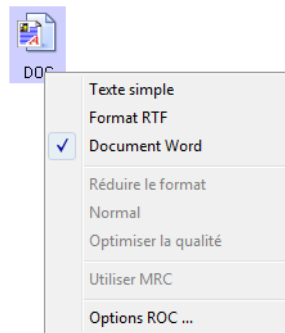 DOC
Texte simple
Format RTF
Document Word
Réduire le format
Normal
Optimiser la qualité
Utiliser MRC
Options ROC ...